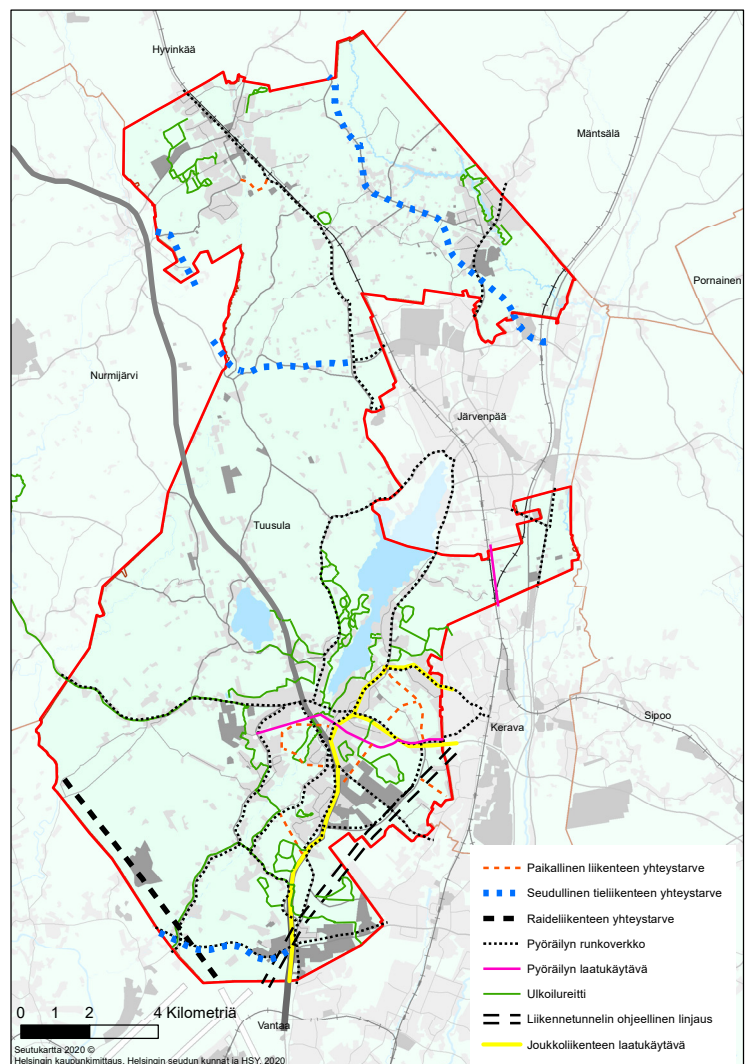 Hyvinkää
Mäntsälä
Pornainen
Nurmijärvi
Järvenpää
Tuusula
Sipoo
Kerava
Paikallinen liikenteen yhteystarve
Seudullinen tieliikenteen yhteystarve
Raideliikenteen yhteystarve
Pyöräilyn runkoverkko
Pyöräilyn laatukäytävä
Ulkoilureitti
Liikennetunnelin ohjeellinen linjaus
Joukkoliikenteen laatukäytävä
0 1 2 4 Kilometriä
Vantaa
Seutukartta 2020 ©
Helsingin kaupunkimittaus, Helsingin seudun kunnat ja HSY, 2020